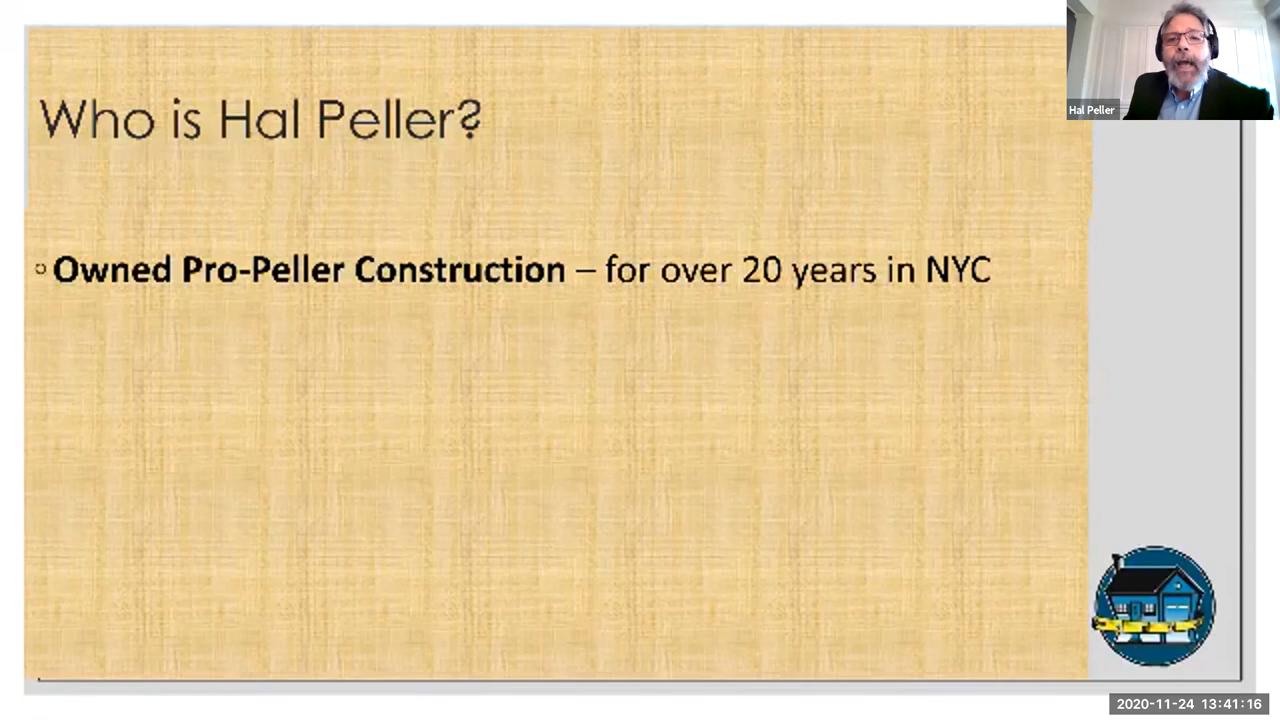 Hal Peller
Who is Hal Peller?
Owned Pro-Peller Construction – for over 20 years in NYC
2020-11-24 13:41:16